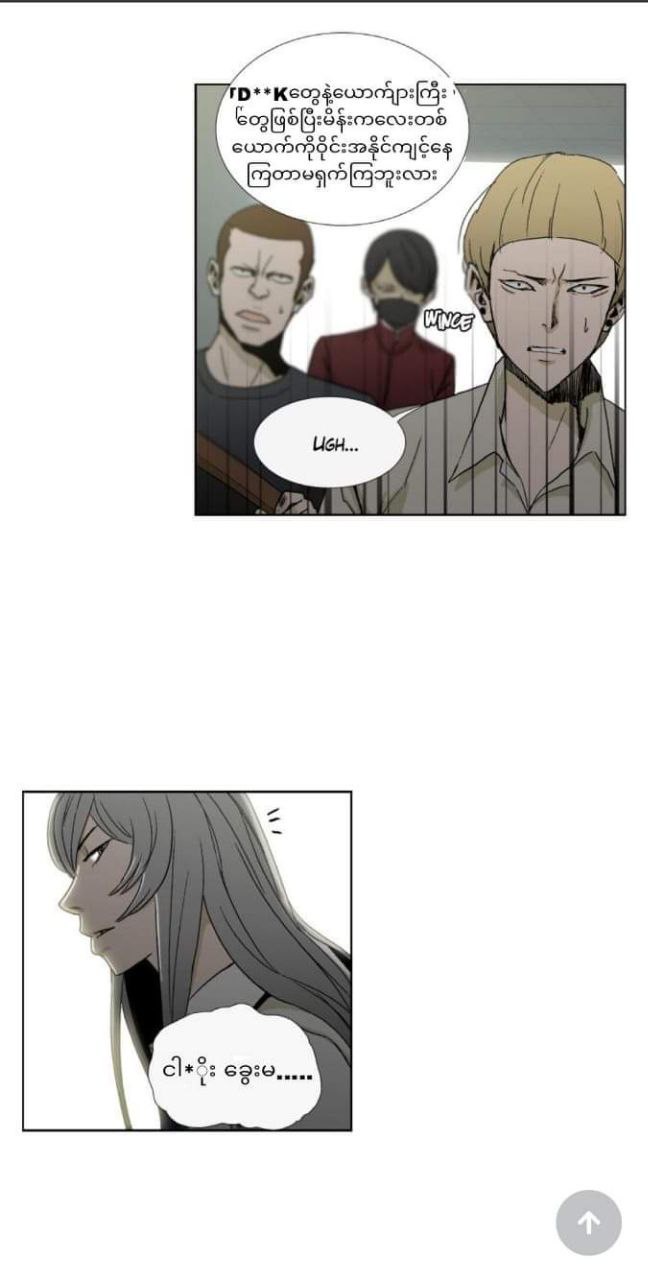 D**Kတွေနဲ့ယောက်ျားကြီး
တွေဖြစ်ပြီးမိန်းကလေးတစ်
ယောက်ကိုဝိုင်းအနိုင်ကျင့်နေ
ကြတာမရှက်ကြဘူးလား
WINCE
UGH...
ငါ*ိုး ခွေးမ.....